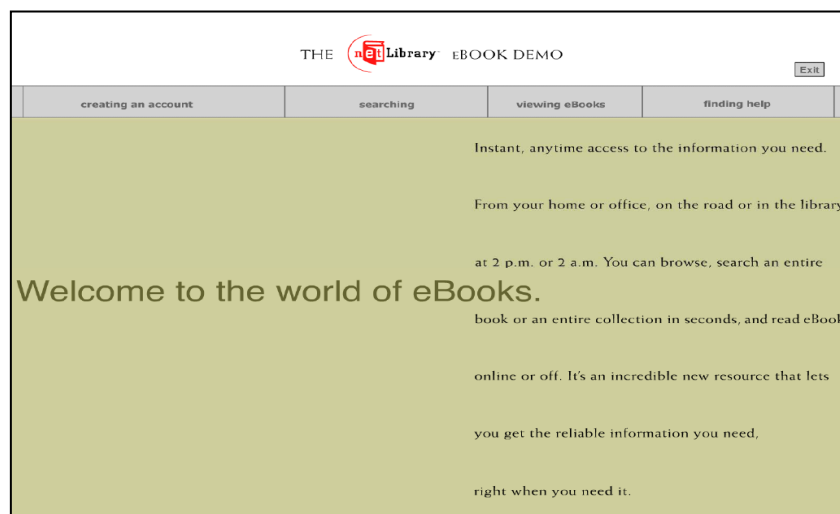 THE netLibrary eBOOK DEMO
Exit
creating an account searching viewing eBooks finding help
Instant, anytime access to the information you need.
From your home or office, on the road or in the library
at 2 p.m. or 2 a.m. You can browse, search an entire
Welcome to the world of eBooks.
book or an entire collection in seconds, and read eBook
online or off. It's an incredible new resource that lets
you get the reliable information you need,
right when you need it.